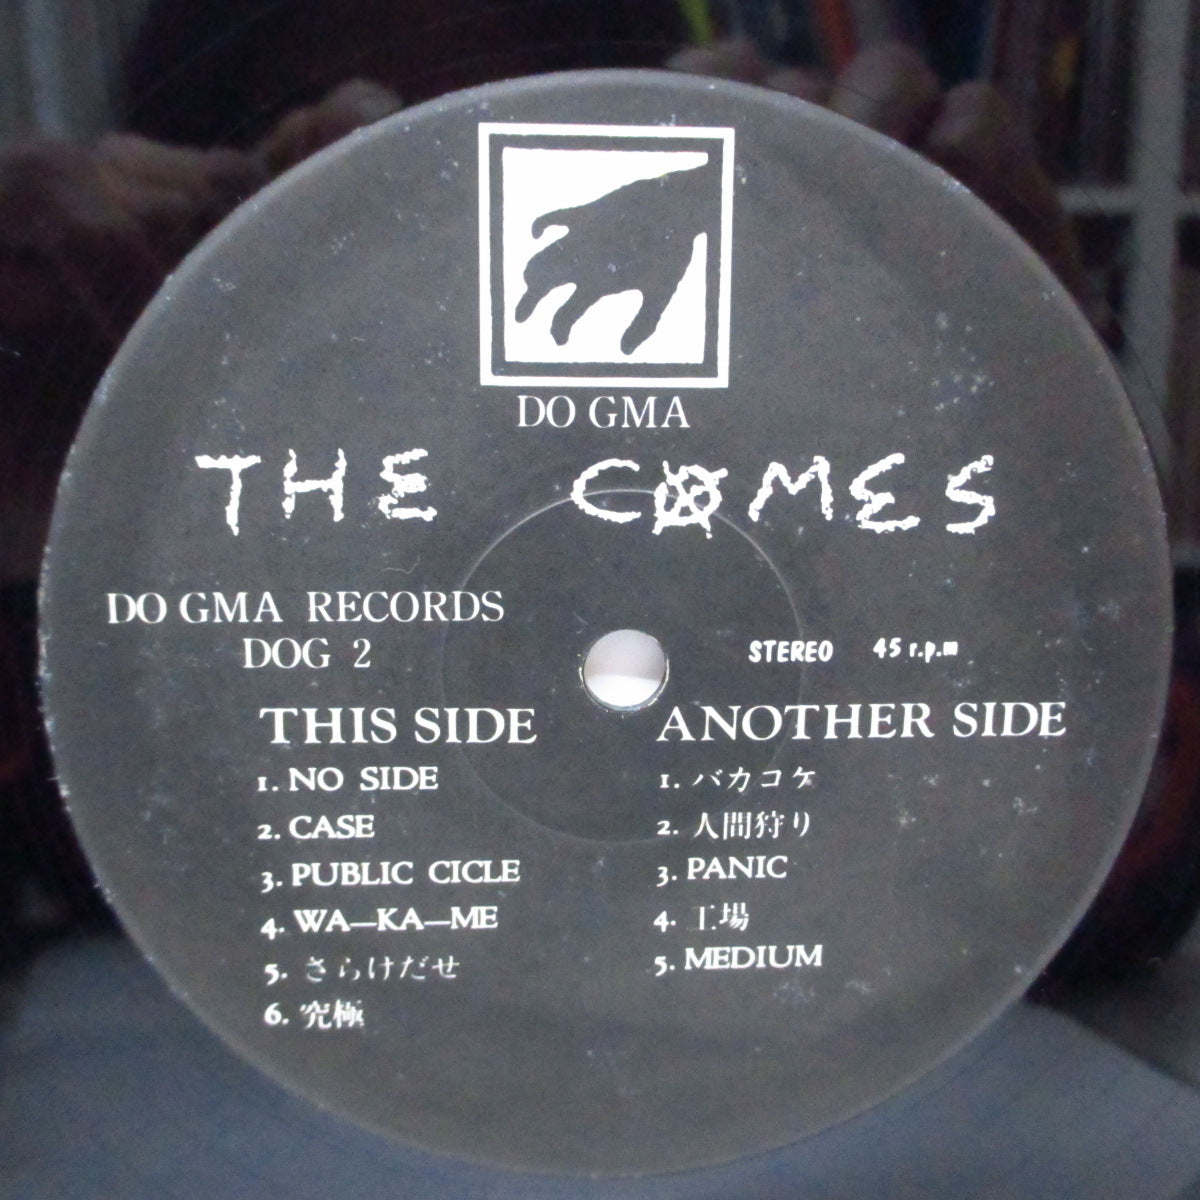 DO GMA
THE COMES
DO GMA RECORDS
DOG 2
STEREO 45 r.p.m
THIS SIDE
1. NO SIDE
2. CASE
3. PUBLIC CICLE
4. WA—KA—ME
5. さらけだせ
6. 究極
ANOTHER SIDE
1. バカコケ
2. 人間狩り
3. PANIC
4. 工場
5. MEDIUM